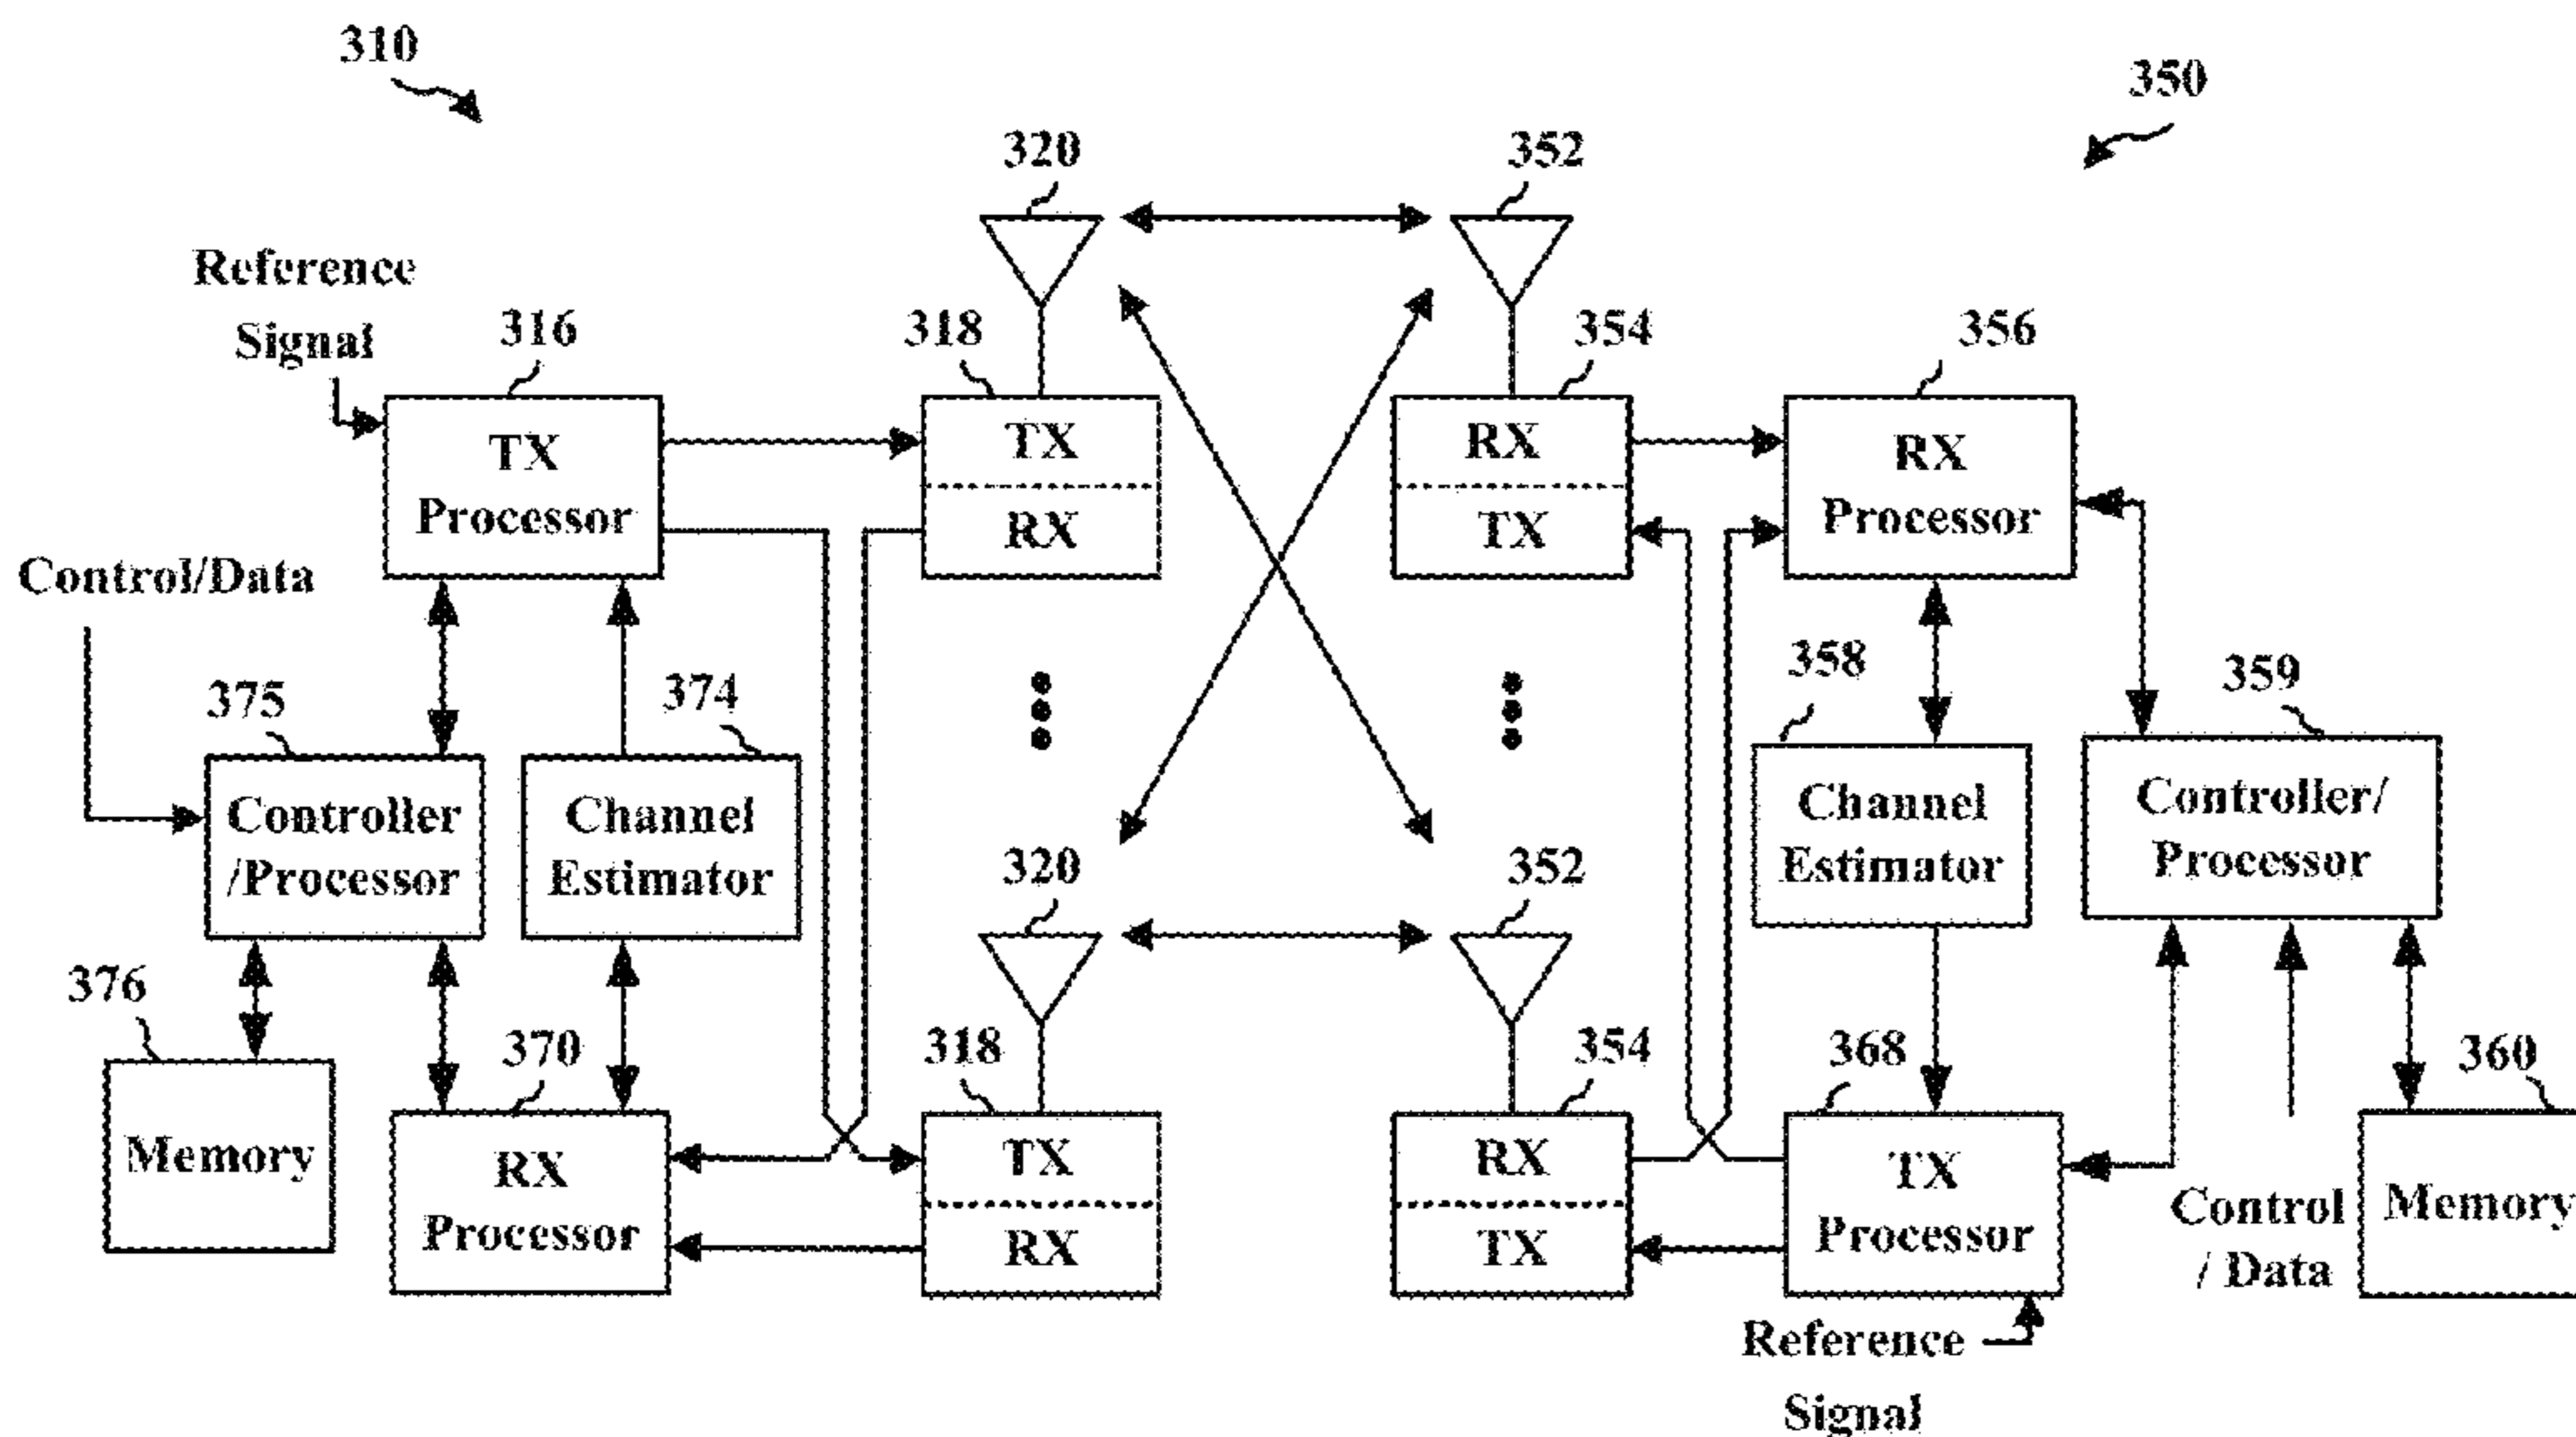 310
350
320
352
Reference
Signal
316
318
354
356
TX
Processor
TX
RX
RX
TX
RX
Processor
Control/Data
375
374
358
359
Controller
/Processor
Channel
Estimator
Channel
Estimator
Controller/
Processor
320
352
376
370
318
354
368
360
Memory
RX
Processor
TX
RX
RX
TX
TX
Processor
Control
/ Data
Memory
Reference
Signal